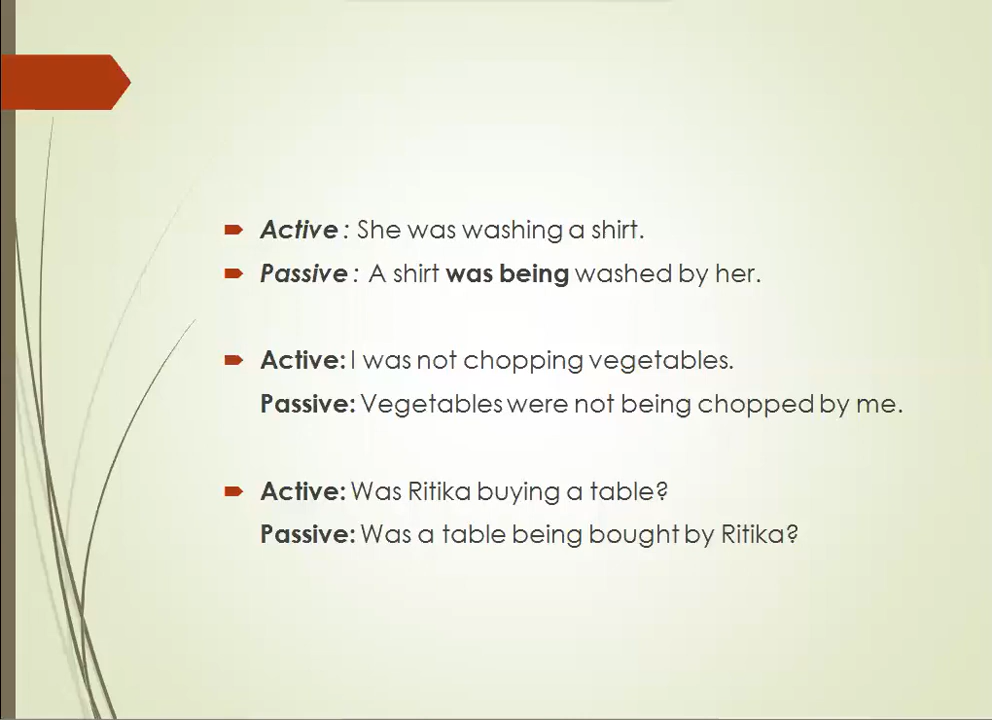 Active : She was washing a shirt.
Passive : A shirt was being washed by her.
Active: I was not chopping vegetables.
Passive: Vegetables were not being chopped by me.
Active: Was Ritika buying a table?
Passive: Was a table being bought by Ritika?